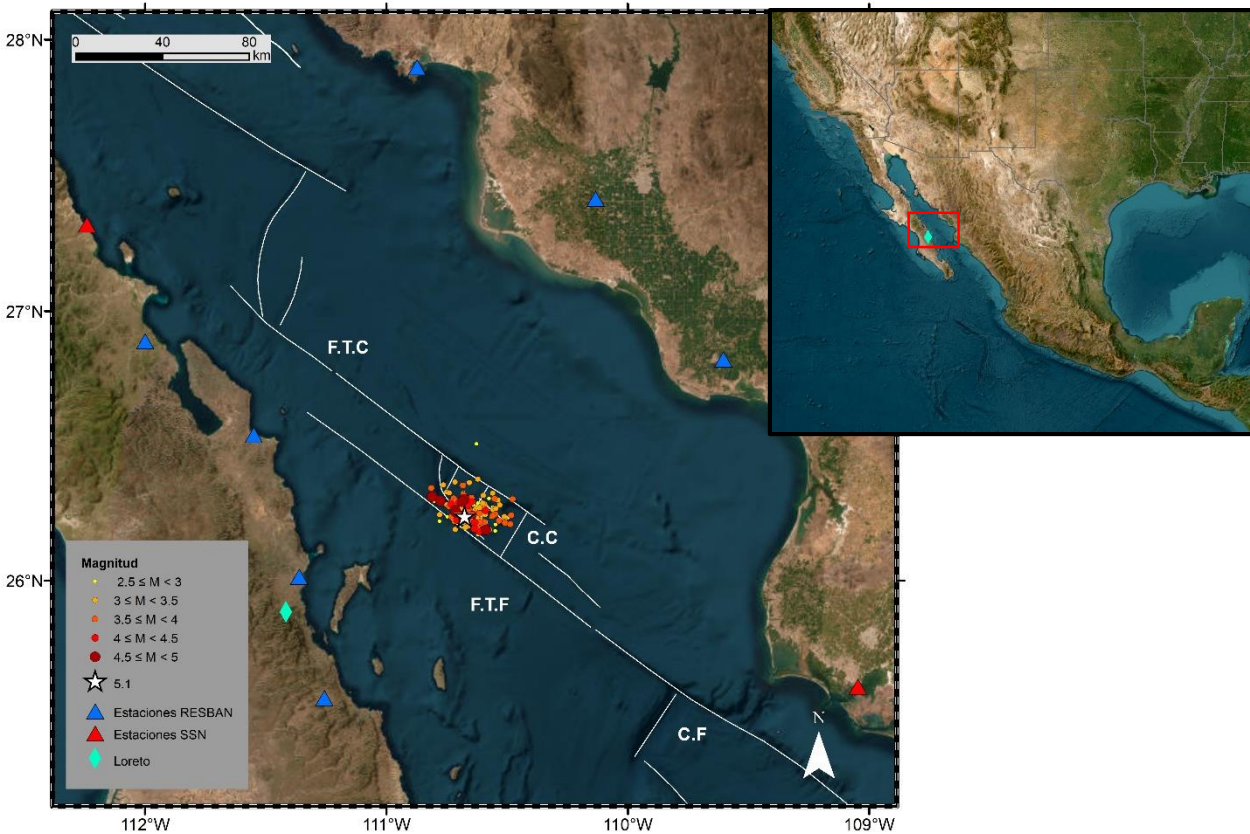 28°N
0 40 80
km
27°N
F.T.C
C.C
26°N
F.T.F
C.F
N
Magnitud
2.5 ≤ M < 3
3 ≤ M < 3.5
3.5 ≤ M < 4
4 ≤ M < 4.5
4.5 ≤ M < 5
5.1
Estaciones RESBAN
Estaciones SSN
Loreto
112°W 111°W 110°W 109°W